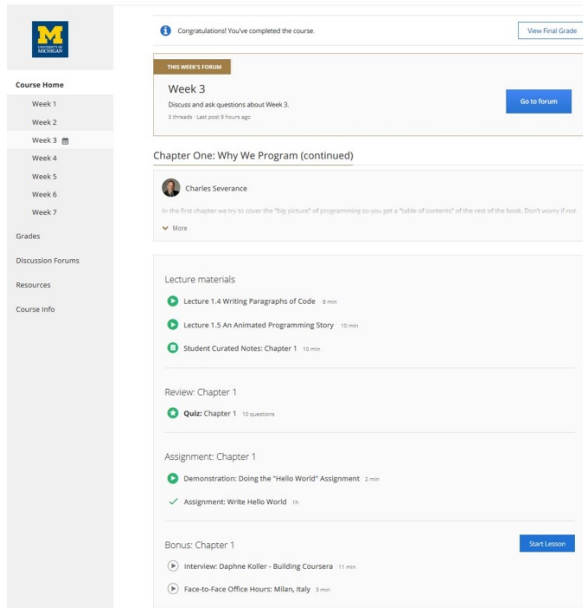 UNIVERSITY OF
MICHIGAN
Course Home
Week 1
Week 2
Week 3
Week 4
Week 5
Week 6
Week 7
Grades
Discussion Forums
Resources
Course Info
Congratulations! You've completed the course.
View Final Grade
THIS WEEK'S FORUM
Week 3
Discuss and ask questions about Week 3.
5 threads · Last post 9 hours ago
Go to forum
Chapter One: Why We Program (continued)
Charles Severance
In the first chapter we try to cover the "big picture" of programming so you get a "table of contents" of the rest of the book. Don't worry if not
More
Lecture materials
Lecture 1.4 Writing Paragraphs of Code 8 min
Lecture 1.5 An Animated Programming Story 10 min
Student Curated Notes: Chapter 1 10 min
Review: Chapter 1
Quiz: Chapter 1 10 questions
Assignment: Chapter 1
Demonstration: Doing the "Hello World" Assignment 2 min
Assignment: Write Hello World 1h
Bonus: Chapter 1
Start Lesson
Interview: Daphne Koller - Building Coursera 11 min
Face-to-Face Office Hours: Milan, Italy 3 min